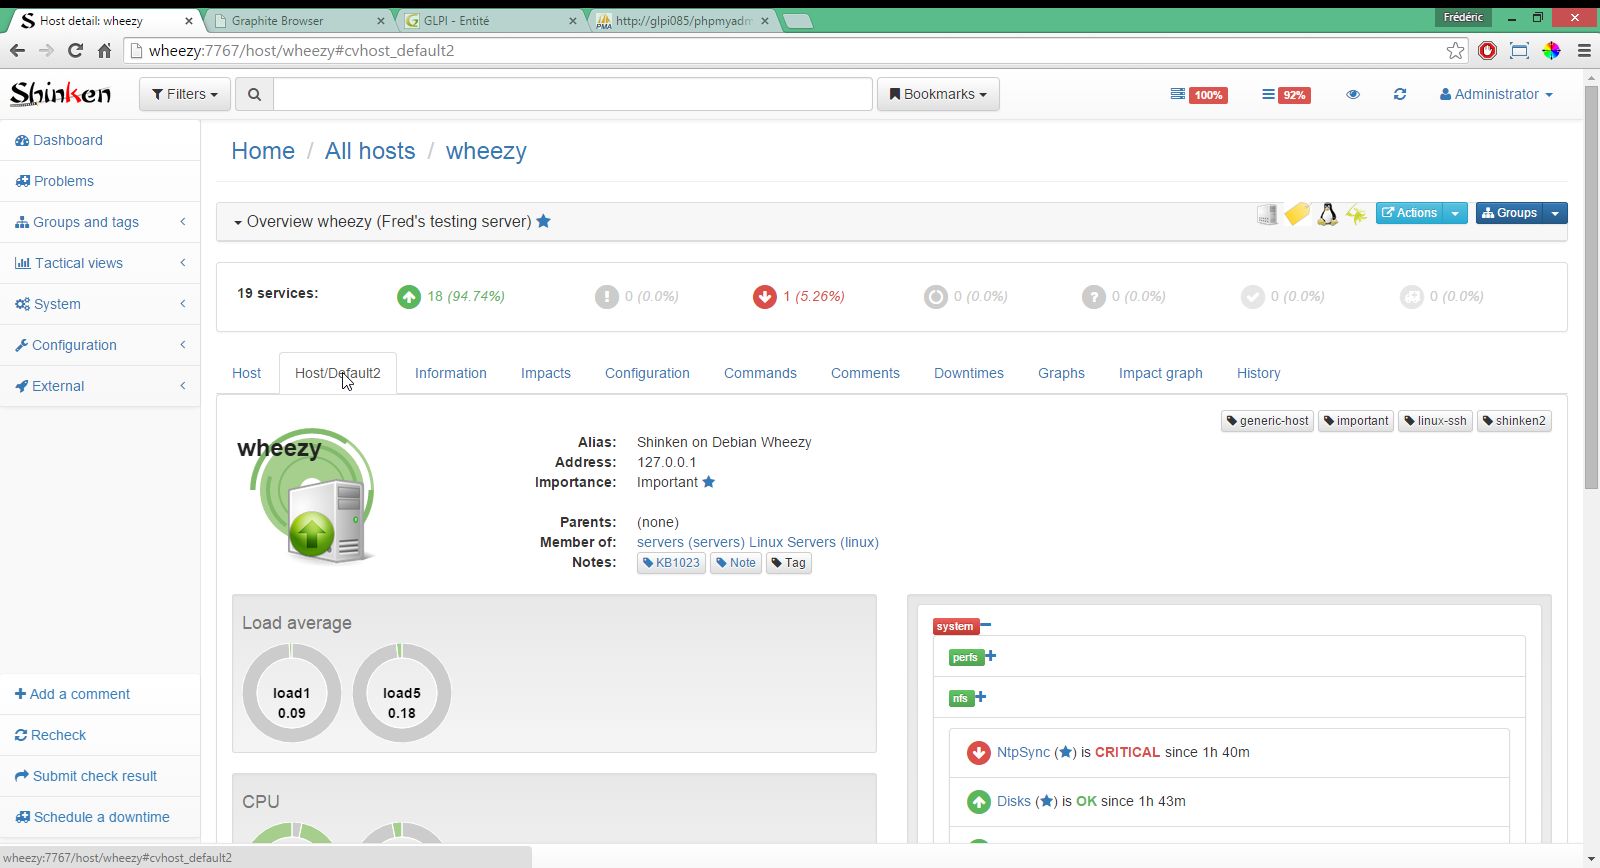 Host detail: wheezy
Graphite Browser
GLPI - Entité
http://glpi085/phpmyadm
Frédéric
wheezy:7767/host/wheezy#cvhost_default2
Shinken
Filters
Bookmarks
100%
92%
Administrator
Dashboard
Problems
Groups and tags
Tactical views
System
Configuration
External
Add a comment
Recheck
Submit check result
Schedule a downtime
Home / All hosts / wheezy
Overview wheezy (Fred's testing server)
Actions
Groups
19 services:
18 (94.74%)
0 (0.0%)
1 (5.26%)
0 (0.0%)
0 (0.0%)
0 (0.0%)
0 (0.0%)
Host
Host/Default2
Information
Impacts
Configuration
Commands
Comments
Downtimes
Graphs
Impact graph
History
generic-host
important
linux-ssh
shinken2
wheezy
Alias: Shinken on Debian Wheezy
Address: 127.0.0.1
Importance: Important
Parents: (none)
Member of: servers (servers) Linux Servers (linux)
Notes: KB1023 Note Tag
Load average
load1
0.09
load5
0.18
CPU
system
perfs
nfs
NtpSync (★) is CRITICAL since 1h 40m
Disks (★) is OK since 1h 43m
wheezy:7767/host/wheezy#cvhost_default2